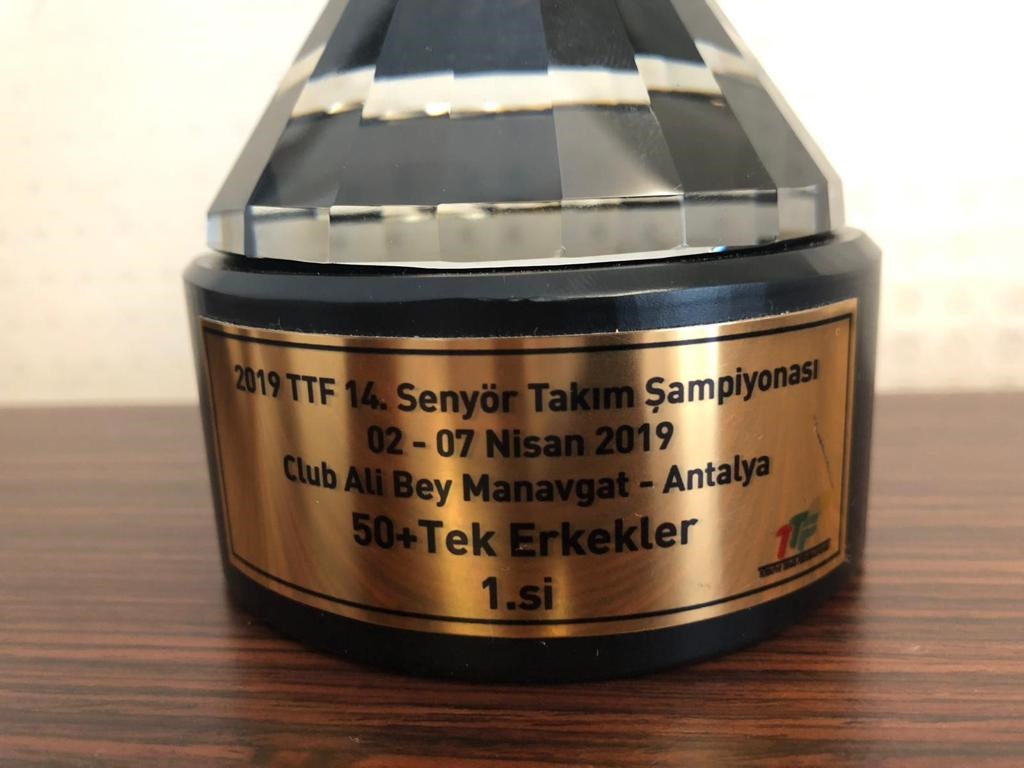 2019 TTF 14. Senyör Takım Şampiyonası
02 - 07 Nisan 2019
Club Ali Bey Manavgat - Antalya
50+Tek Erkekler
1.si
TTF